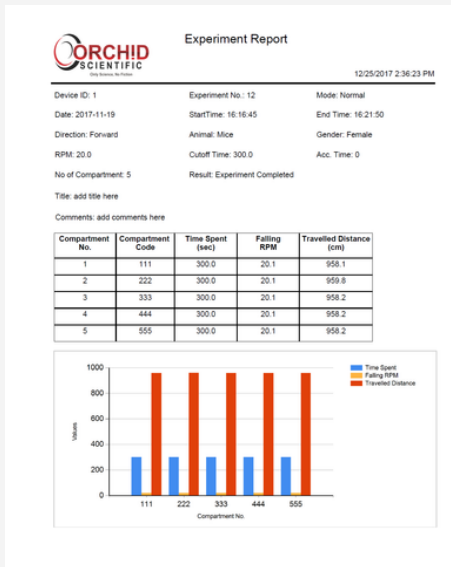 ORCHID
SCIENTIFIC
Only Science, No Fiction
Experiment Report
12/25/2017 2:36:23 PM
Device ID: 1 Experiment No.: 12 Mode: Normal
Date: 2017-11-19 StartTime: 16:16:45 End Time: 16:21:50
Direction: Forward Animal: Mice Gender: Female
RPM: 20.0 Cutoff Time: 300.0 Acc. Time: 0
No of Compartment: 5 Result: Experiment Completed
Title: add title here
Comments: add comments here
Compartment No. Compartment Code Time Spent (sec) Falling RPM Travelled Distance (cm)
1 111 300.0 20.1 958.1
2 222 300.0 20.1 959.8
3 333 300.0 20.1 958.2
4 444 300.0 20.1 958.2
5 555 300.0 20.1 958.2
Time Spent
Falling RPM
Travelled Distance
Values
1000
800
600
400
200
0
111 222 333 444 555
Compartment No.